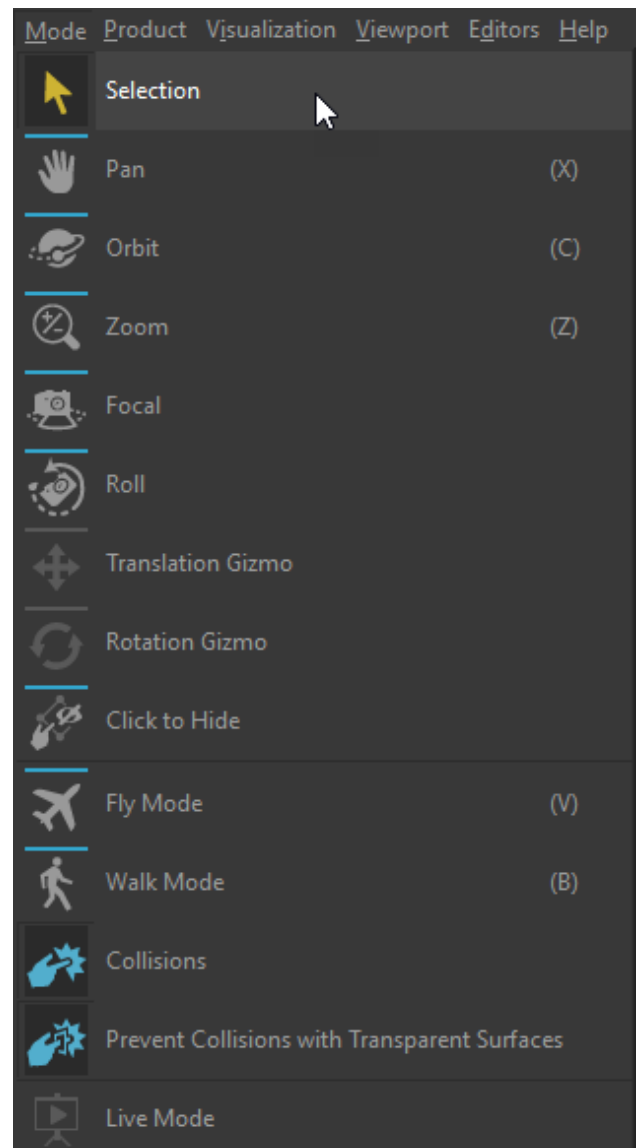 Mode Product Visualization Viewport Editors Help
Selection
Pan (X)
Orbit (C)
Zoom (Z)
Focal
Roll
Translation Gizmo
Rotation Gizmo
Click to Hide
Fly Mode (V)
Walk Mode (B)
Collisions
Prevent Collisions with Transparent Surfaces
Live Mode